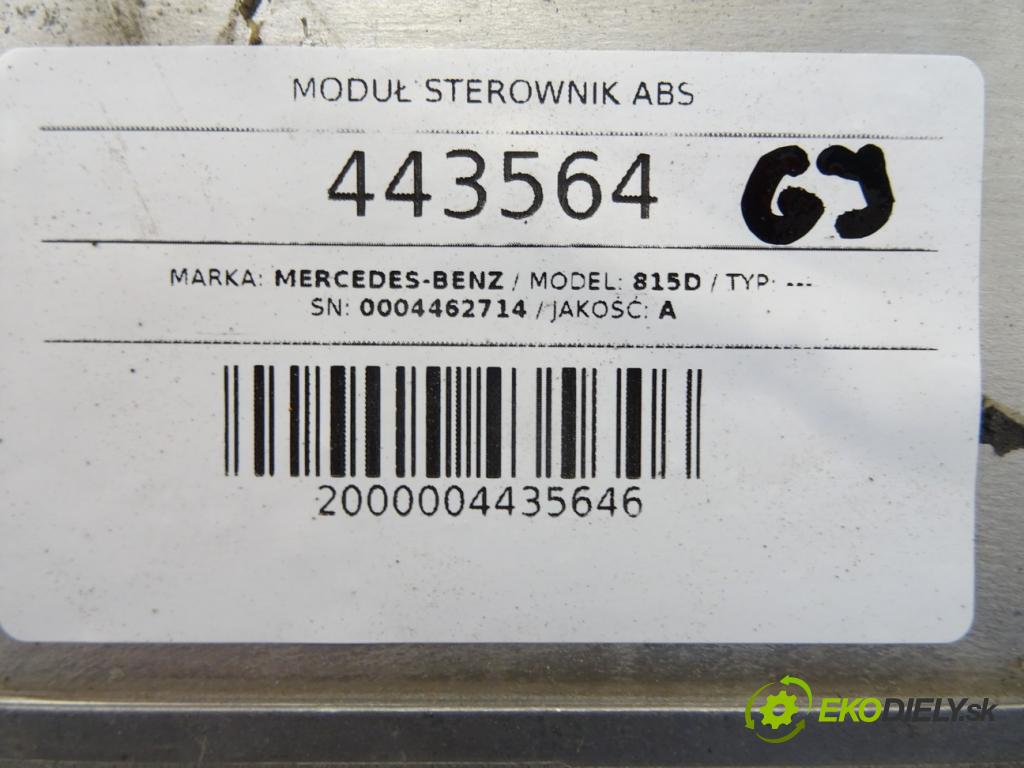 MODUŁ STEROWNIK ABS
443564
MARKA: MERCEDES-BENZ / MODEL: 815D / TYP: ---
SN: 0004462714 / JAKOŚĆ: A
2000004435646
EKODIELY.sk